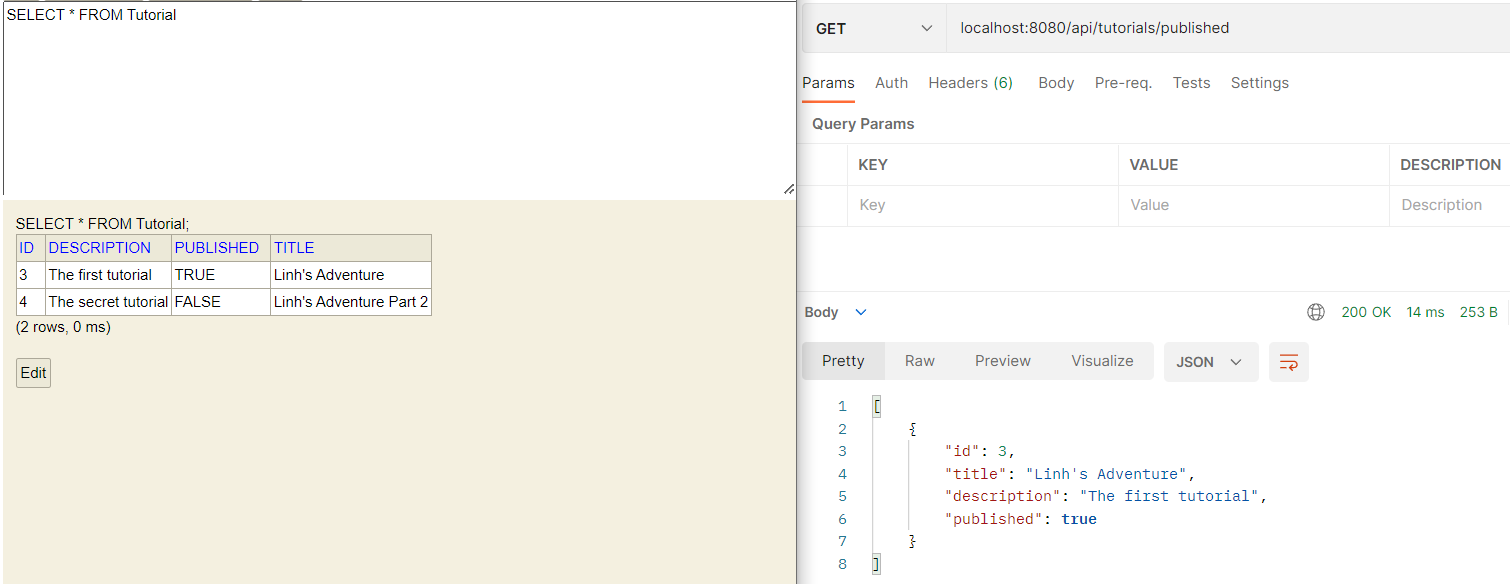 SELECT * FROM Tutorial
SELECT * FROM Tutorial;
ID DESCRIPTION PUBLISHED TITLE
3 The first tutorial TRUE Linh's Adventure
4 The secret tutorial FALSE Linh's Adventure Part 2
(2 rows, 0 ms)
Edit
GET localhost:8080/api/tutorials/published
Params Auth Headers (6) Body Pre-req. Tests Settings
Query Params
KEY VALUE DESCRIPTION
Key Value Description
Body 200 OK 14 ms 253 B
Pretty Raw Preview Visualize JSON
1 [
2 {
3 "id": 3,
4 "title": "Linh's Adventure",
5 "description": "The first tutorial",
6 "published": true
7 }
8 ]